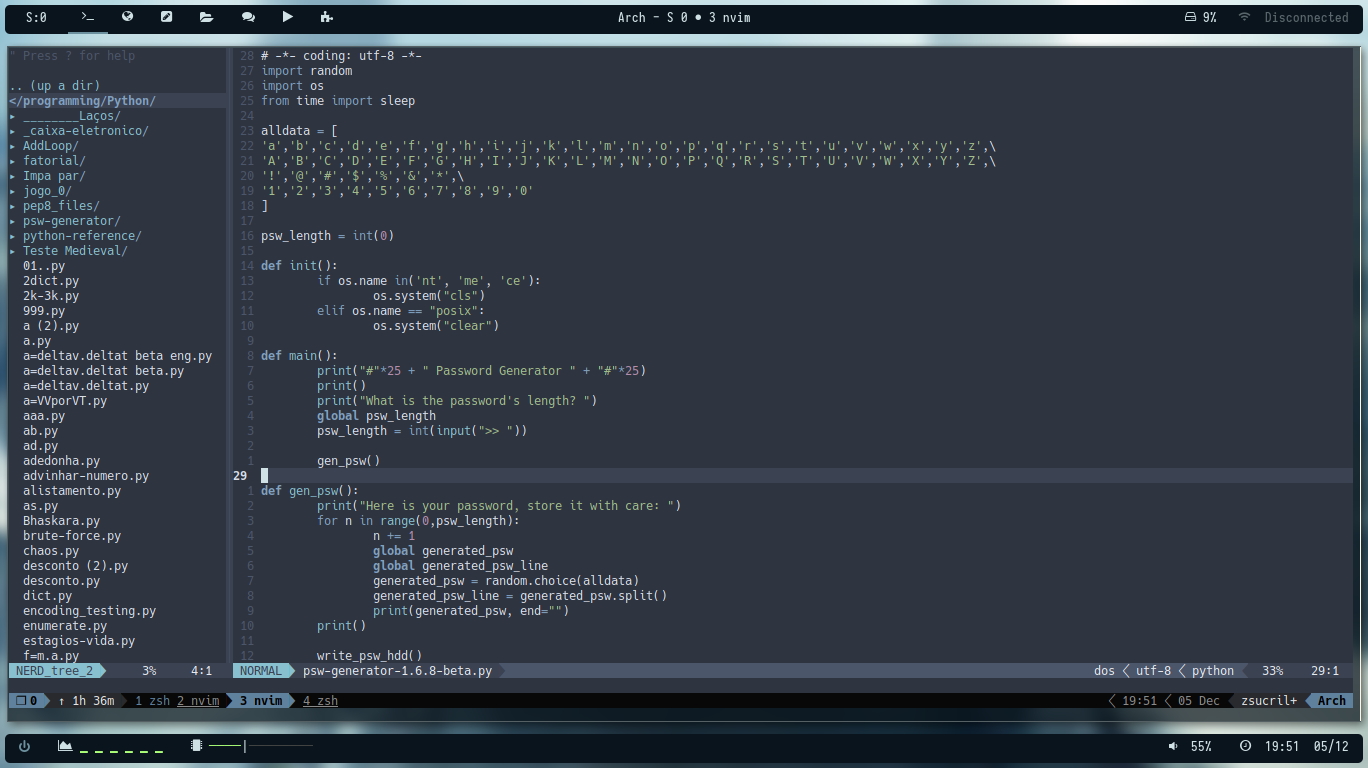 S:0
Arch - S 0 • 3 nvim
9%
Disconnected
" Press ? for help
.. (up a dir)
</programming/Python/
▸ ________Laços/
▸ _caixa-eletronico/
▸ AddLoop/
▸ fatorial/
▸ Impa par/
▸ jogo_0/
▸ pep8_files/
▸ psw-generator/
▸ python-reference/
▸ Teste Medieval/
01..py
2dict.py
2k-3k.py
999.py
a (2).py
a.py
a=deltav.deltat beta eng.py
a=deltav.deltat beta.py
a=deltav.deltat.py
a=VVporVT.py
aaa.py
ab.py
ad.py
adedonha.py
advinhar-numero.py
alistamento.py
as.py
Bhaskara.py
brute-force.py
chaos.py
desconto (2).py
desconto.py
dict.py
encoding_testing.py
enumerate.py
estagios-vida.py
f=m.a.py
28 # -*- coding: utf-8 -*-
27 import random
26 import os
25 from time import sleep
24
23 alldata = [
22 'a','b','c','d','e','f','g','h','i','j','k','l','m','n','o','p','q','r','s','t','u','v','w','x','y','z',\
21 'A','B','C','D','E','F','G','H','I','J','K','L','M','N','O','P','Q','R','S','T','U','V','W','X','Y','Z',\
20 '!','@','#','$','%','&','*',\
19 '1','2','3','4','5','6','7','8','9','0'
18 ]
17
16 psw_length = int(0)
15
14 def init():
13 if os.name in('nt', 'me', 'ce'):
12 os.system("cls")
11 elif os.name == "posix":
10 os.system("clear")
9
8 def main():
7 print("#"*25 + " Password Generator " + "#"*25)
6 print()
5 print("What is the password's length? ")
4 global psw_length
3 psw_length = int(input(">> "))
2
1 gen_psw()
29
1 def gen_psw():
2 print("Here is your password, store it with care: ")
3 for n in range(0,psw_length):
4 n += 1
5 global generated_psw
6 global generated_psw_line
7 generated_psw = random.choice(alldata)
8 generated_psw_line = generated_psw.split()
9 print(generated_psw, end="")
10 print()
11
12 write_psw_hdd()
NERD_tree_2 3% 4:1
NORMAL psw-generator-1.6.8-beta.py dos utf-8 python 33% 29:1
0 ↑ 1h 36m 1 zsh 2 nvim 3 nvim 4 zsh 19:51 05 Dec zsucril+ Arch
55% 19:51 05/12